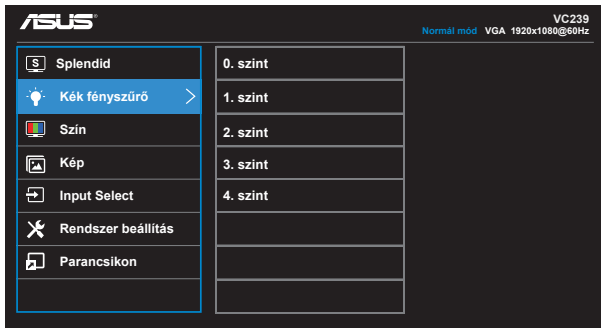 ASUS
VC239
Normál mód VGA 1920x1080@60Hz
S Splendid
Kék fényszűrő
Szín
Kép
Input Select
Rendszer beállítás
Parancsikon
0. szint
1. szint
2. szint
3. szint
4. szint